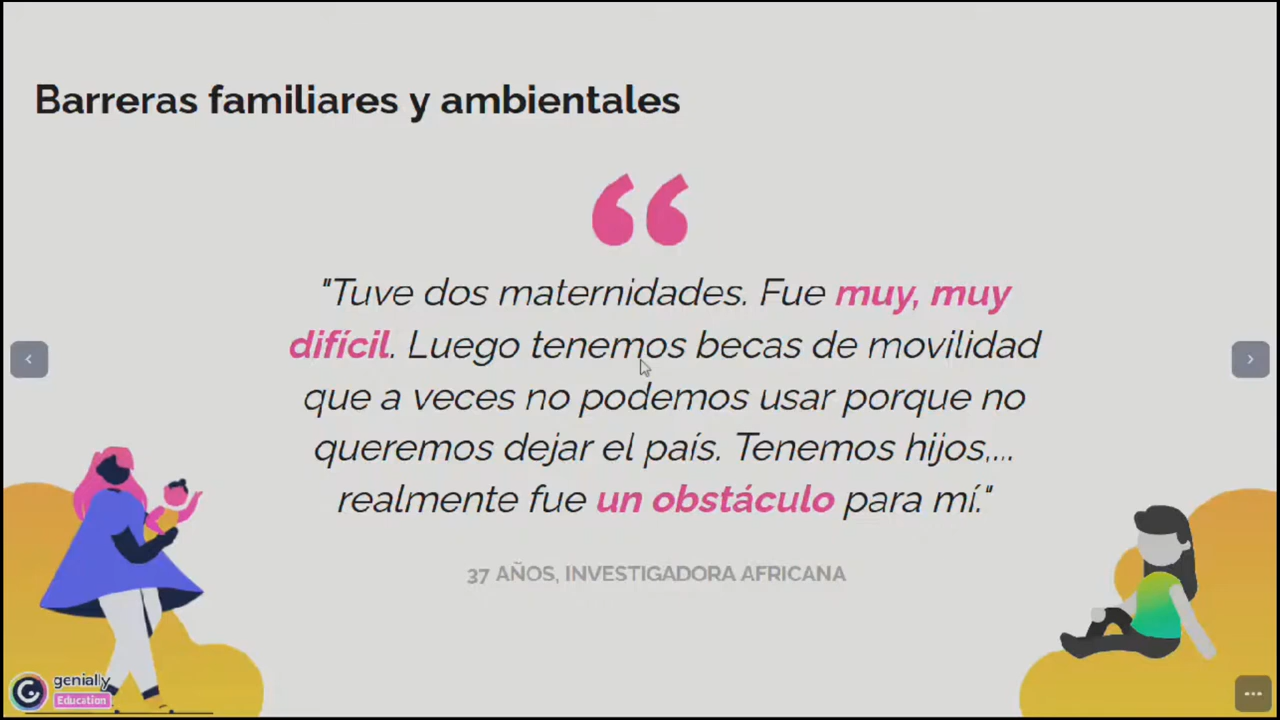 Barreras familiares y ambientales
"Tuve dos maternidades. Fue muy, muy
difícil. Luego tenemos becas de movilidad
que a veces no podemos usar porque no
queremos dejar el país. Tenemos hijos,...
realmente fue un obstáculo para mí."
37 AÑOS, INVESTIGADORA AFRICANA
genially
Education